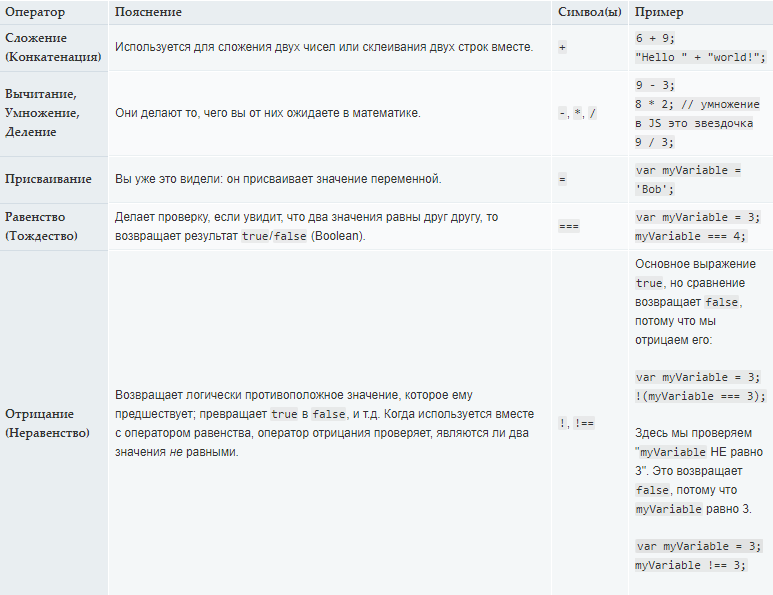 Оператор Пояснение Символ(ы) Пример
Сложение
(Конкатенация)
Используется для сложения двух чисел или склеивания двух строк вместе.
+
6 + 9;
"Hello " + "world!";
Вычитание,
Умножение,
Деление
Они делают то, чего вы от них ожидаете в математике.
-, *, /
9 - 3;
8 * 2; // умножение
в JS это звездочка
9 / 3;
Присваивание
Вы уже это видели: он присваивает значение переменной.
=
var myVariable =
'Bob';
Равенство
(Тождество)
Делает проверку, если увидит, что два значения равны друг другу, то
возвращает результат true/false (Boolean).
===
var myVariable = 3;
myVariable === 4;
Отрицание
(Неравенство)
Возвращает логически противоположное значение, которое ему
предшествует; превращает true в false, и т.д. Когда используется вместе
с оператором равенства, оператор отрицания проверяет, являются ли два
значения не равными.
!, !==
Основное выражение
true, но сравнение
возвращает false,
потому что мы
отрицаем его:
var myVariable = 3;
!(myVariable === 3);
Здесь мы проверяем
"myVariable НЕ равно
3". Это возвращает
false, потому что
myVariable равно 3.
var myVariable = 3;
myVariable !== 3;